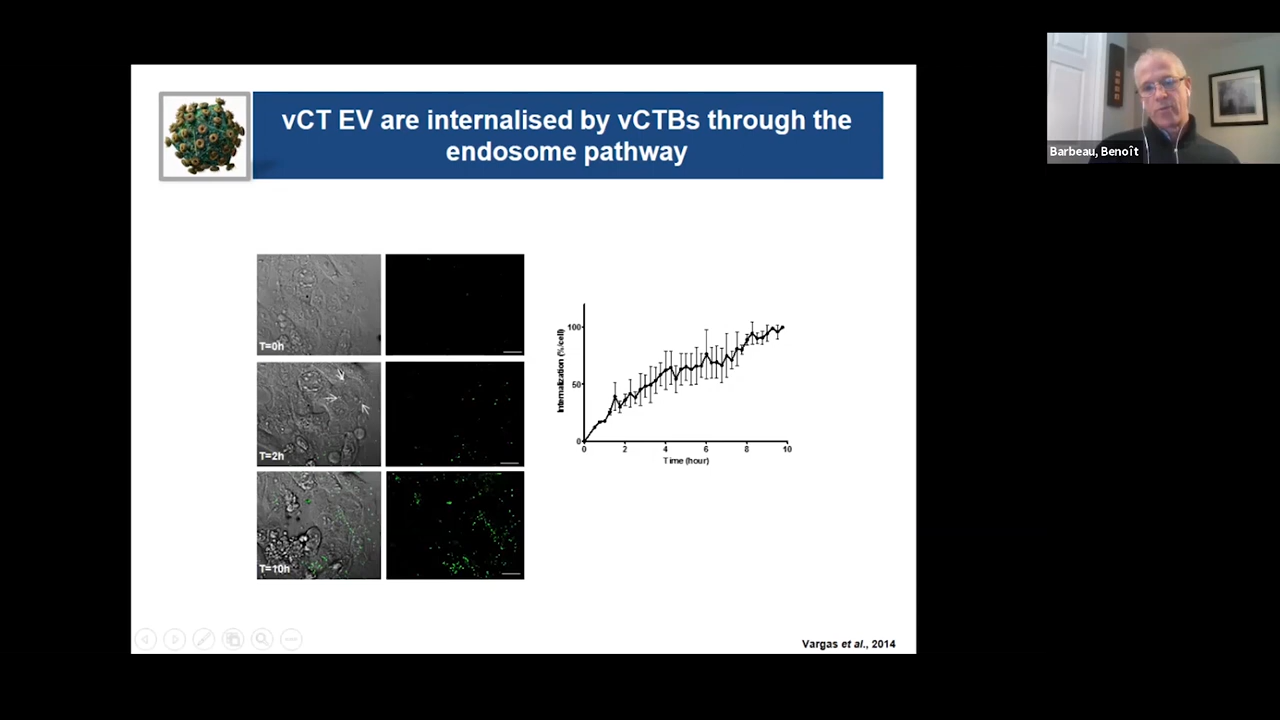 vCT EV are internalised by vCTBs through the
endosome pathway
Barbeau, Benoît
T=0h
T=2h
T=10h
Internalization (%/cell)
100
50
0
0 2 4 6 8 10
Time (hour)
Vargas et al., 2014